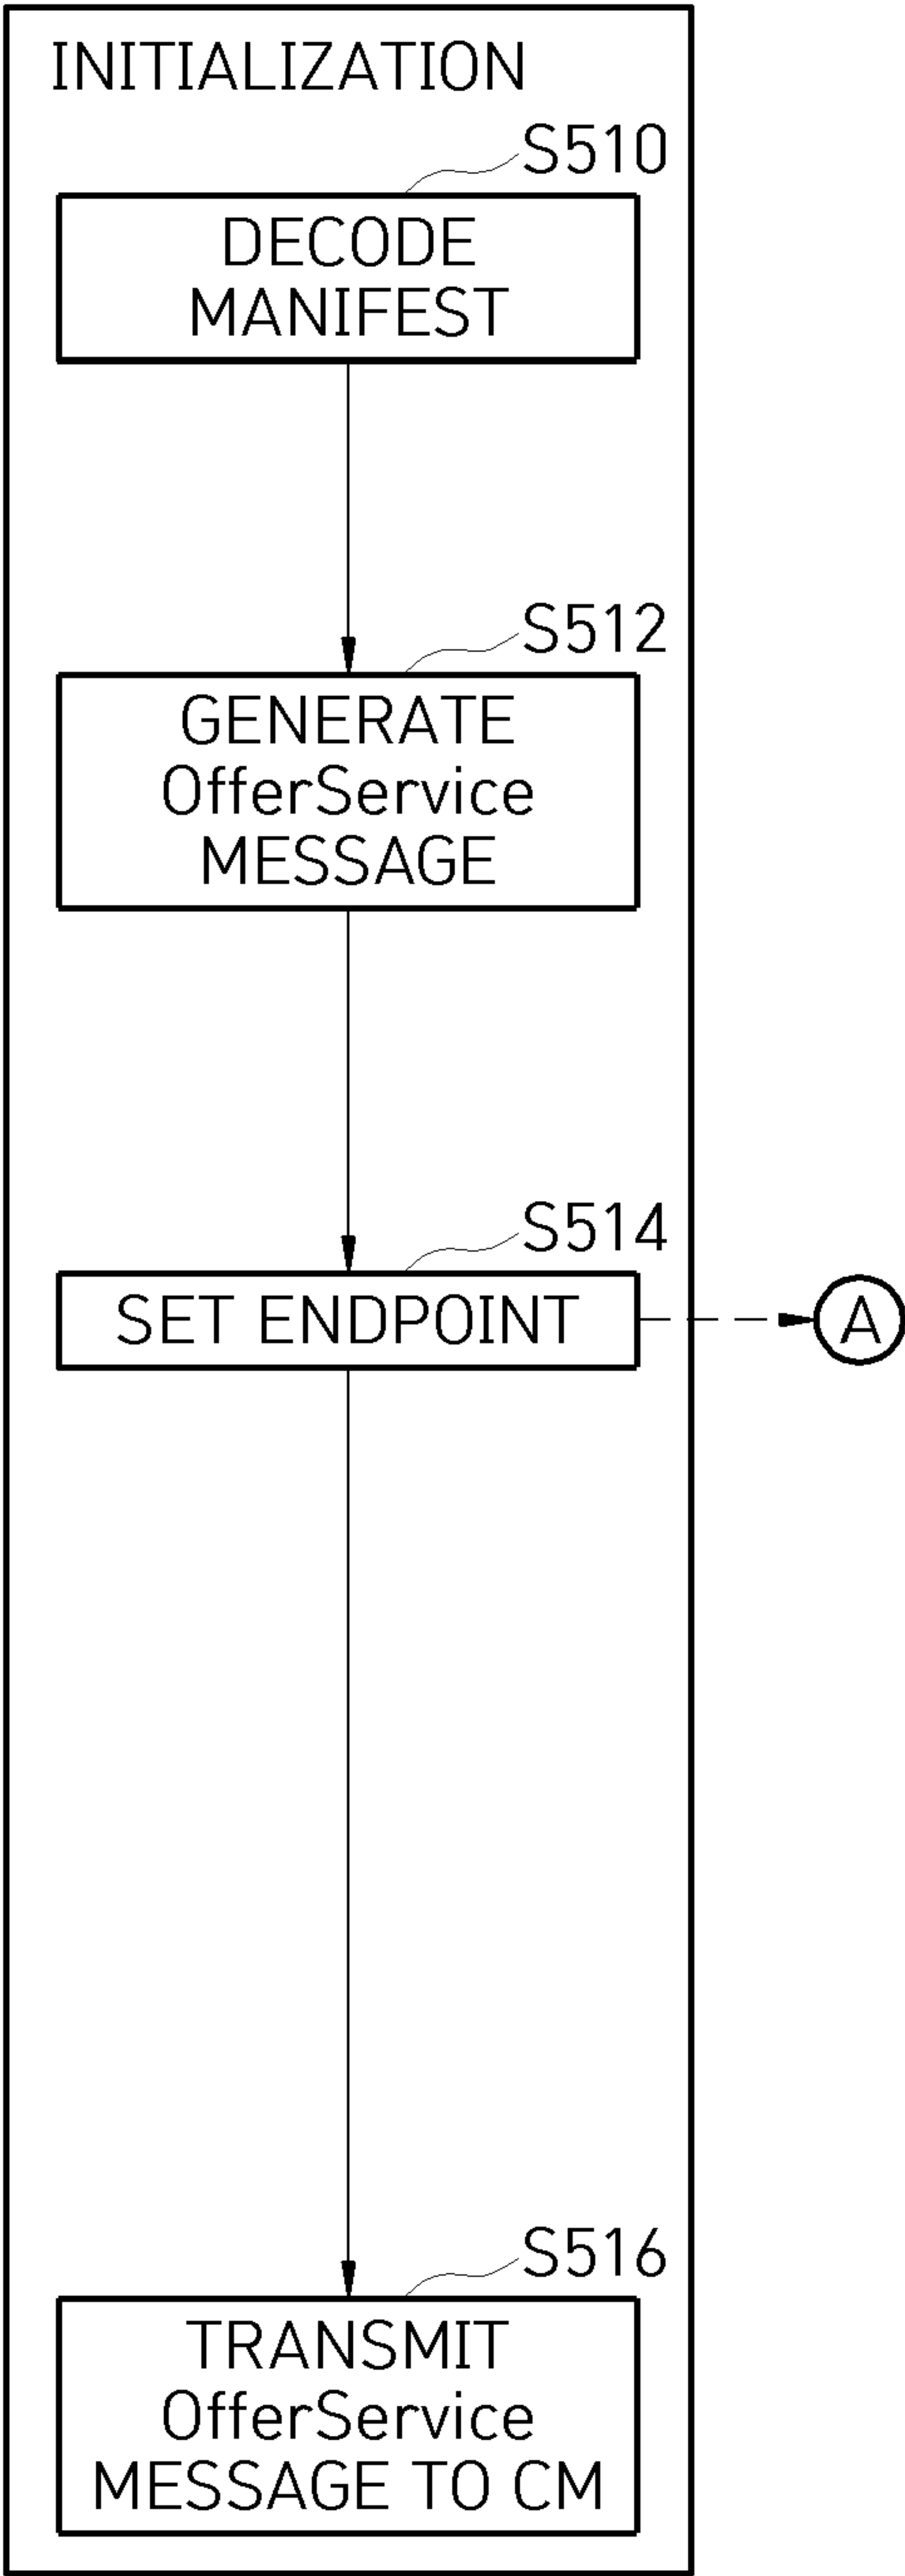 INITIALIZATION
S510
DECODE
MANIFEST
S512
GENERATE
OfferService
MESSAGE
S514
SET ENDPOINT
A
S516
TRANSMIT
OfferService
MESSAGE TO CM